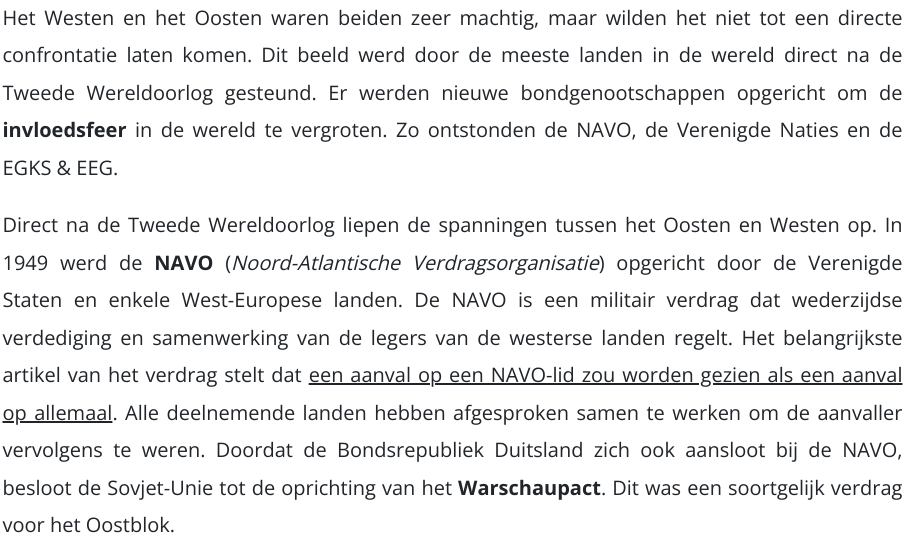 Het Westen en het Oosten waren beiden zeer machtig, maar wilden het niet tot een directe
confrontatie laten komen. Dit beeld werd door de meeste landen in de wereld direct na de
Tweede Wereldoorlog gesteund. Er werden nieuwe bondgenootschappen opgericht om de
invloedsfeer in de wereld te vergroten. Zo ontstonden de NAVO, de Verenigde Naties en de
EGKS & EEG.
Direct na de Tweede Wereldoorlog liepen de spanningen tussen het Oosten en Westen op. In
1949 werd de NAVO (Noord-Atlantische Verdragsorganisatie) opgericht door de Verenigde
Staten en enkele West-Europese landen. De NAVO is een militair verdrag dat wederzijdse
verdediging en samenwerking van de legers van de westerse landen regelt. Het belangrijkste
artikel van het verdrag stelt dat een aanval op een NAVO-lid zou worden gezien als een aanval
op allemaal. Alle deelnemende landen hebben afgesproken samen te werken om de aanvaller
vervolgens te weren. Doordat de Bondsrepubliek Duitsland zich ook aansloot bij de NAVO,
besloot de Sovjet-Unie tot de oprichting van het Warschaupact. Dit was een soortgelijk verdrag
voor het Oostblok.